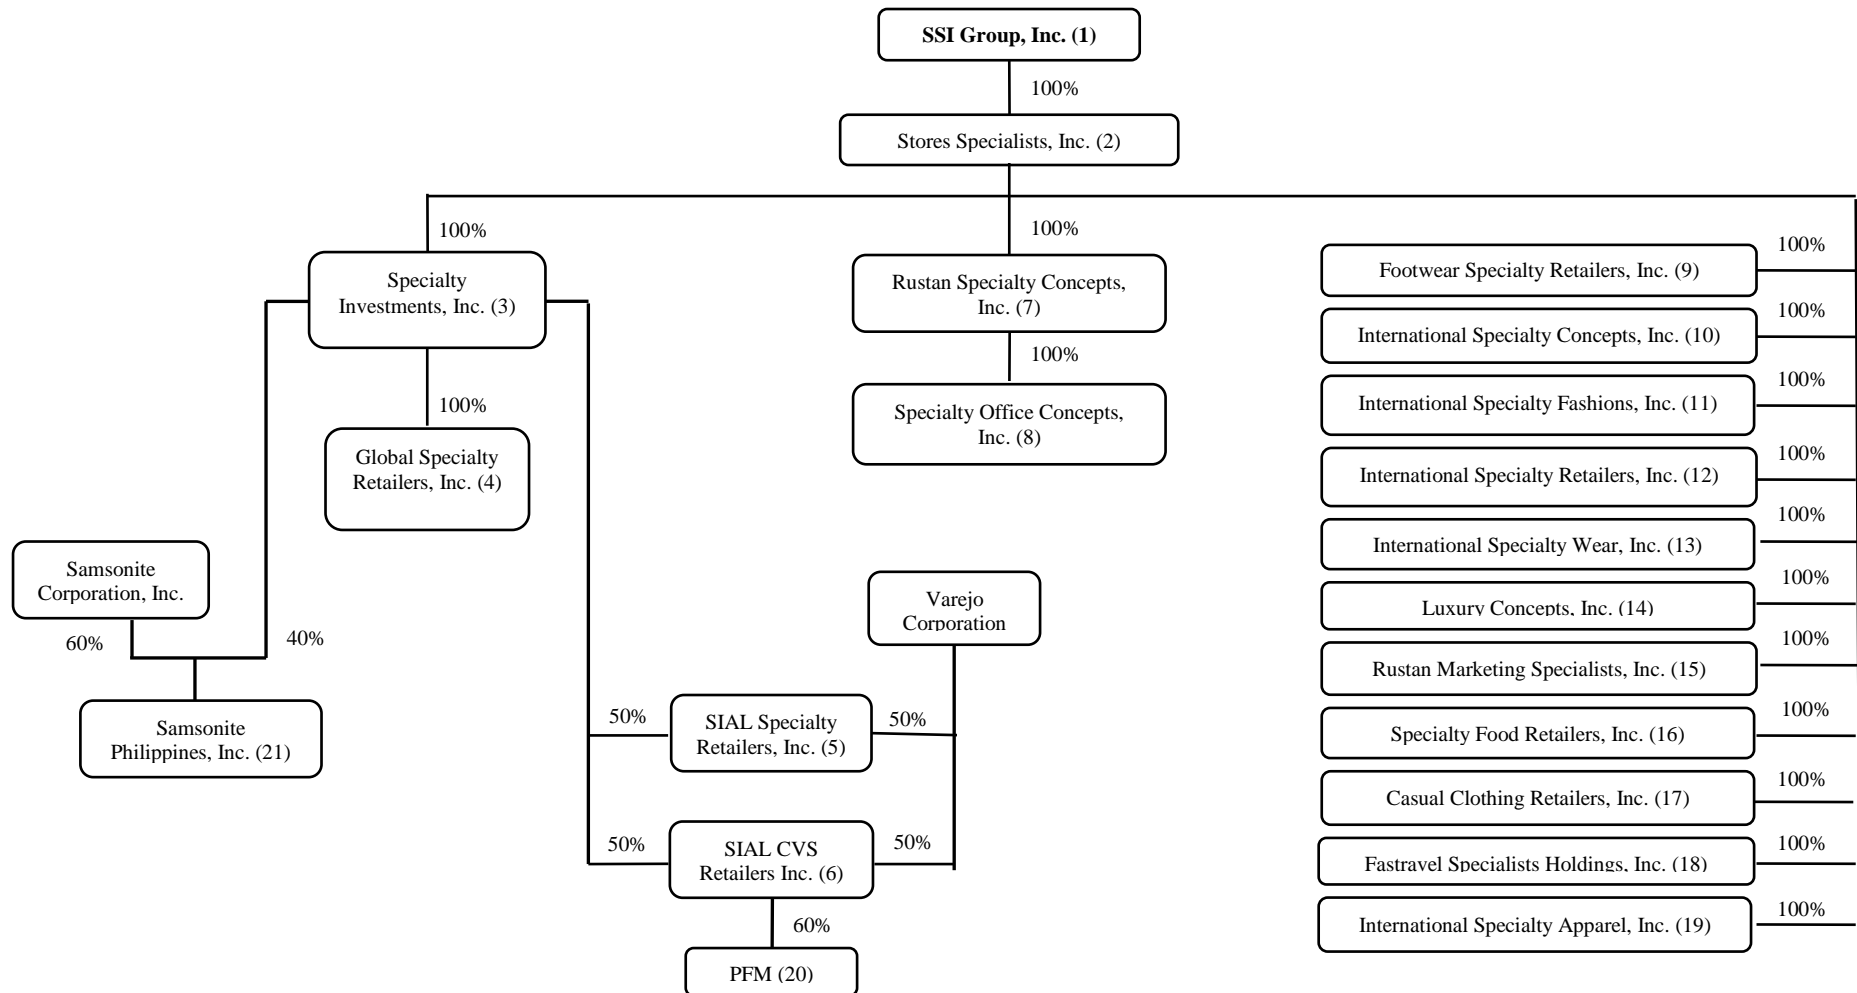 SSI Group, Inc. (1)
100%
Stores Specialists, Inc. (2)
100%
Specialty
Investments, Inc. (3)
100%
Global Specialty
Retailers, Inc. (4)
100%
Rustan Specialty Concepts,
Inc. (7)
100%
Specialty Office Concepts,
Inc. (8)
Samsonite
Corporation, Inc.
60%
40%
Samsonite
Philippines, Inc. (21)
Varejo
Corporation
50%
SIAL Specialty
Retailers, Inc. (5)
50%
50%
SIAL CVS
Retailers Inc. (6)
50%
60%
PFM (20)
100%
Footwear Specialty Retailers, Inc. (9)
100%
International Specialty Concepts, Inc. (10)
100%
International Specialty Fashions, Inc. (11)
100%
International Specialty Retailers, Inc. (12)
100%
International Specialty Wear, Inc. (13)
100%
Luxury Concepts, Inc. (14)
100%
Rustan Marketing Specialists, Inc. (15)
100%
Specialty Food Retailers, Inc. (16)
100%
Casual Clothing Retailers, Inc. (17)
100%
Fastravel Specialists Holdings, Inc. (18)
100%
International Specialty Apparel, Inc. (19)